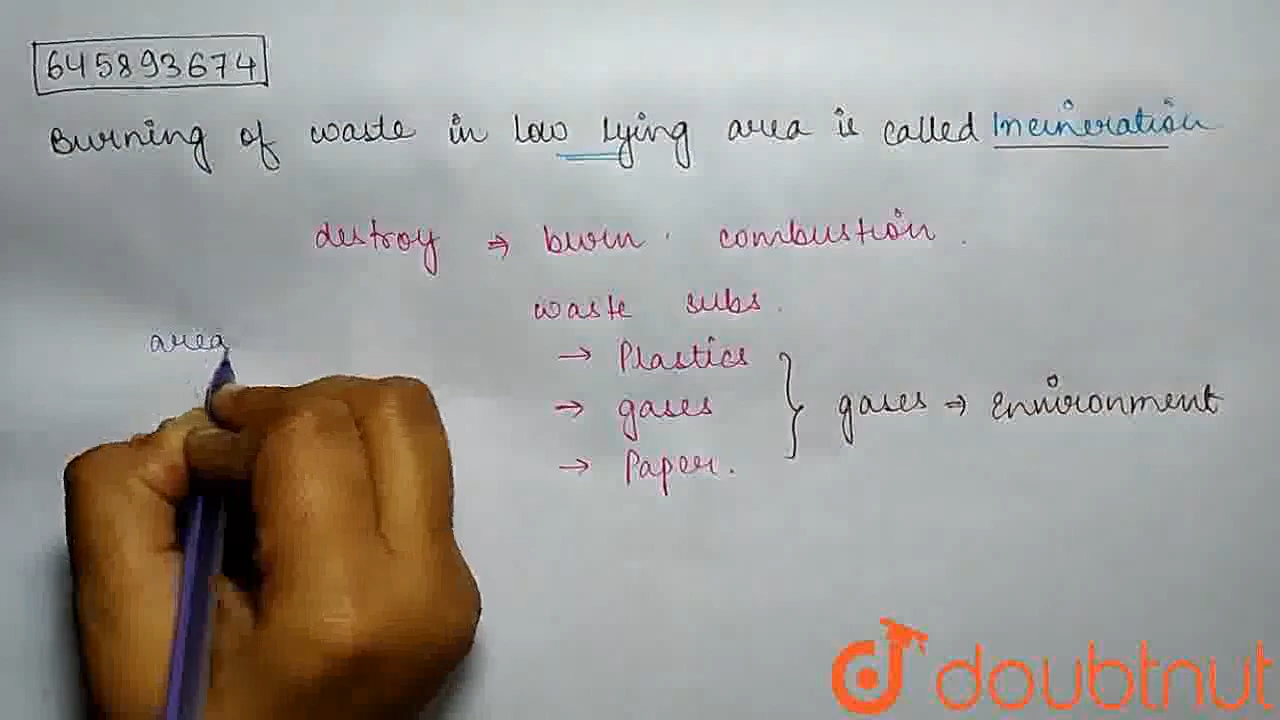 645893674
Burning of waste in low lying area is called Incineration
destroy ⇒ burn. combustion.
waste subs.
area
→ Plastics
→ gases } gases ⇒ Environment
→ Paper.
doubtnut